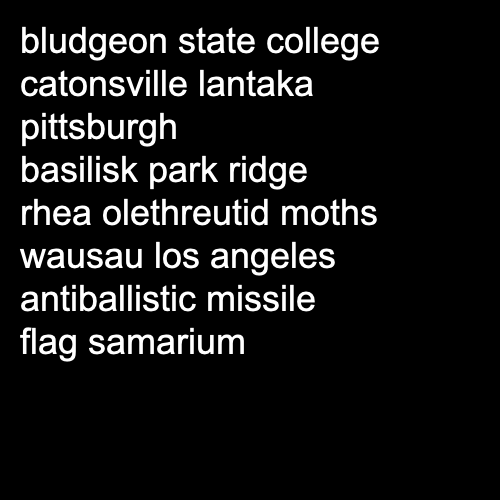 bludgeon state college
catonsville lantaka
pittsburgh
basilisk park ridge
rhea olethreutid moths
wausau los angeles
antiballistic missile
flag samarium